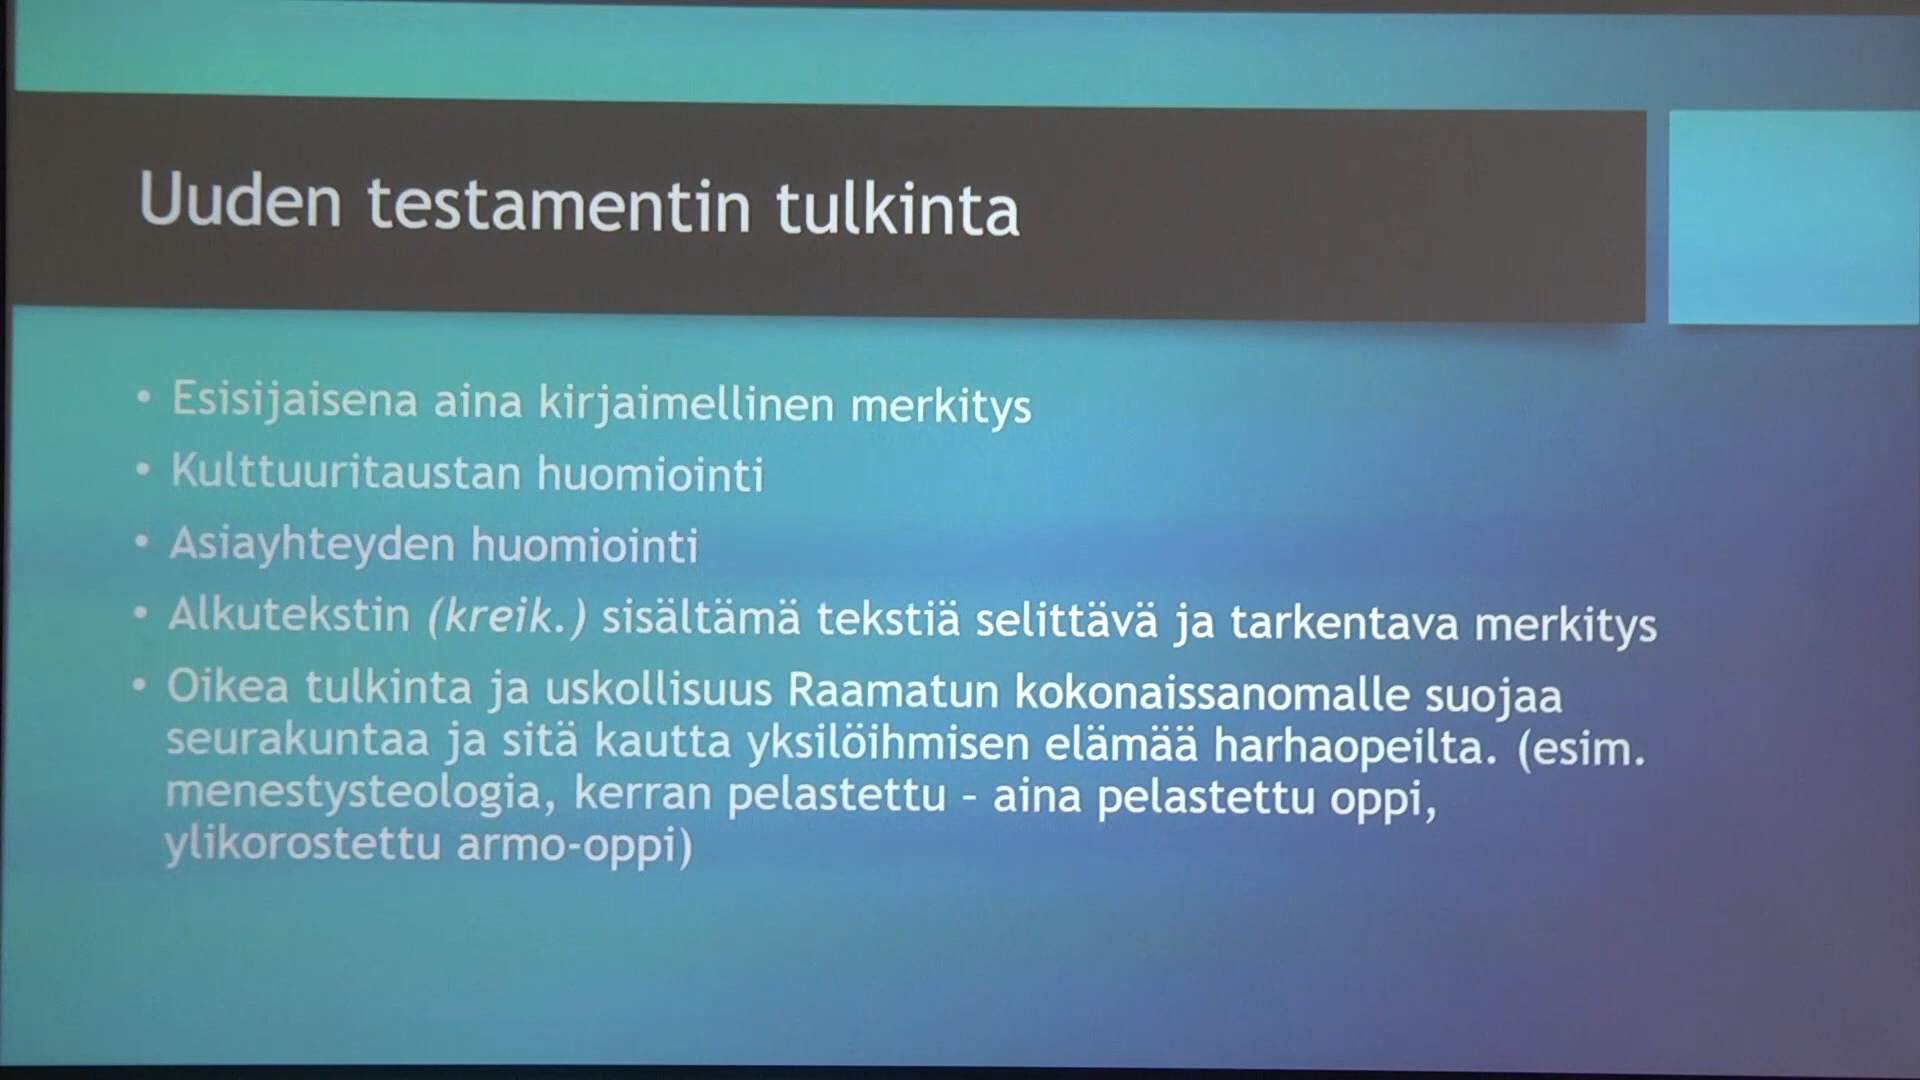 Uuden testamentin tulkinta
• Esisijaisena aina kirjaimellinen merkitys
• Kulttuuritaustan huomiointi
• Asiayhteyden huomiointi
• Alkutekstin (kreik.) sisältämä tekstiä selittävä ja tarkentava merkitys
• Oikea tulkinta ja uskollisuus Raamatun kokonaissanomalle suojaa
seurakuntaa ja sitä kautta yksilöihmisen elämää harhaopeilta. (esim.
menestysteologia, kerran pelastettu - aina pelastettu oppi,
ylikorostettu armo-oppi)